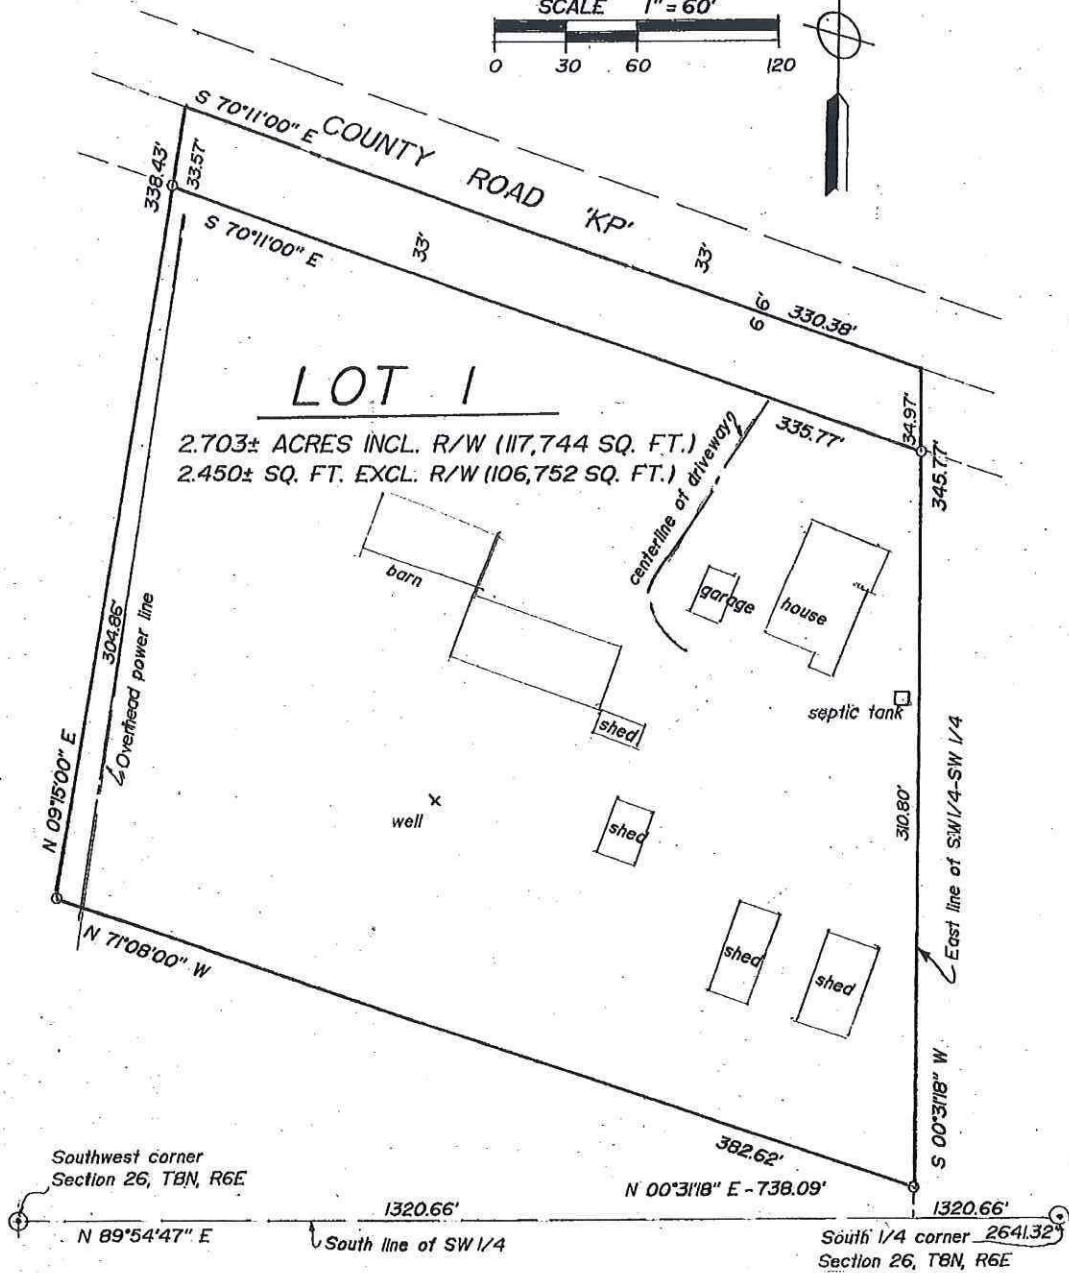 SCALE 1" = 60'
0 30 60 120
S 70°11'00" E
COUNTY ROAD 'KP'
338.43'
33.57'
S 70°11'00" E
33'
33'
66'
330.38'
LOT 1
2.703± ACRES INCL. R/W (117,744 SQ. FT.)
2.450± SQ. FT. EXCL. R/W (106,752 SQ. FT.)
335.77'
34.97'
345.77'
centerline of driveway
barn
garage
house
304.86'
Overhead power line
septic tank
shed
N 09°15'00" E
well
shed
310.80'
East line of SW1/4-SW 1/4
N 71°08'00" W
shed
shed
S 00°31'18" W
382.62'
Southwest corner
Section 26, T8N, R6E
N 00°31'18" E - 738.09'
1320.66'
1320.66'
N 89°54'47" E
South line of SW 1/4
South 1/4 corner 2641.32'
Section 26, T8N, R6E